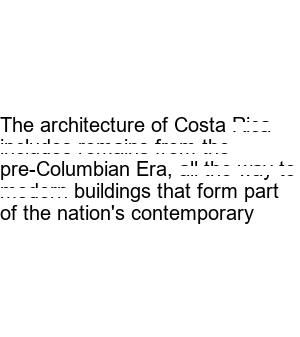 The architecture of Costa Rica
includes remains from the
pre-Columbian Era, all the way to
modern buildings that form part
of the nation's contemporary